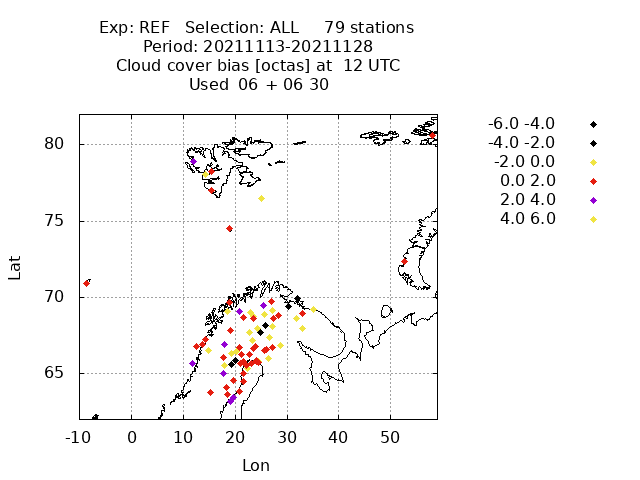 Exp: REF Selection: ALL 79 stations
Period: 20211113-20211128
Cloud cover bias [octas] at 12 UTC
Used 06 + 06 30
-6.0 -4.0
-4.0 -2.0
-2.0 0.0
0.0 2.0
2.0 4.0
4.0 6.0
80
75
70
65
Lat
-10 0 10 20 30 40 50
Lon